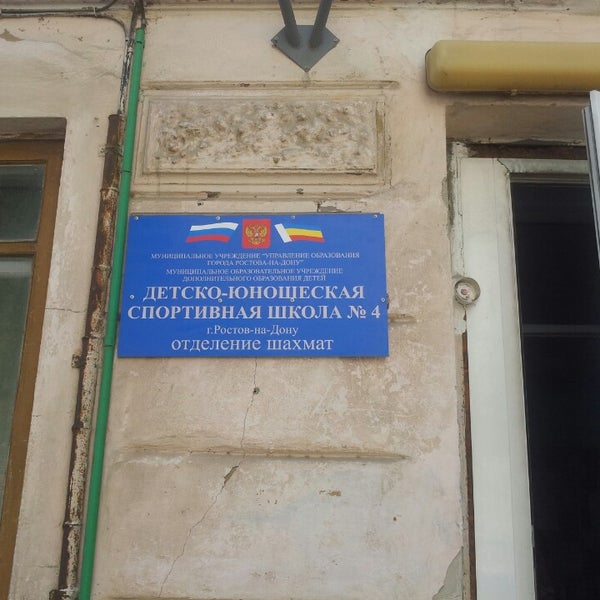 МУНИЦИПАЛЬНОЕ УЧРЕЖДЕНИЕ "УПРАВЛЕНИЕ ОБРАЗОВАНИЯ
ГОРОДА РОСТОВА-НА-ДОНУ"
МУНИЦИПАЛЬНОЕ ОБРАЗОВАТЕЛЬНОЕ УЧРЕЖДЕНИЕ
ДОПОЛНИТЕЛЬНОГО ОБРАЗОВАНИЯ ДЕТЕЙ
ДЕТСКО-ЮНОЩЕСКАЯ
СПОРТИВНАЯ ШКОЛА № 4
г.Ростов-на-Дону
ОТДЕЛЕНИЕ ШАХМАТ